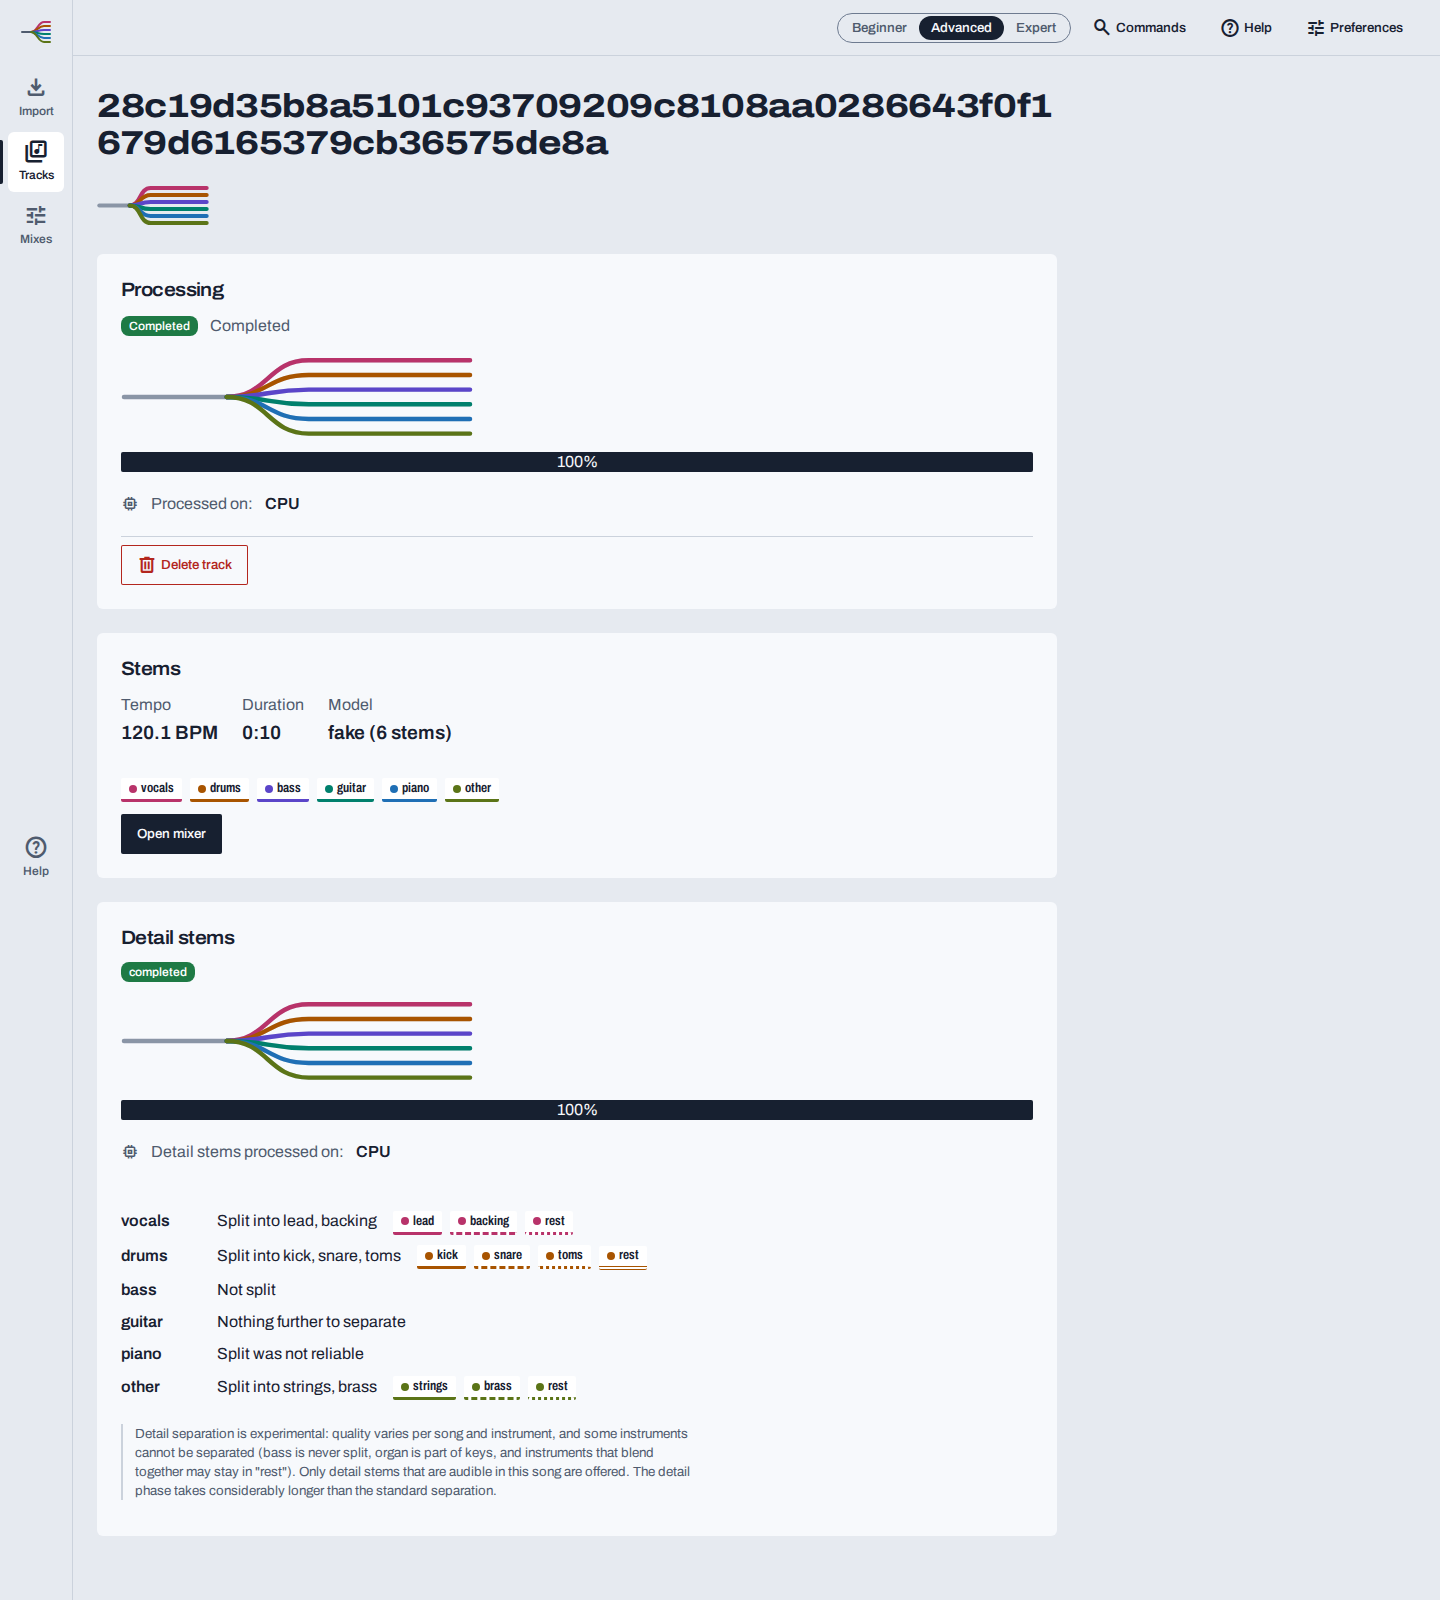 Beginner Advanced Expert Commands Help Preferences
Import
Tracks
Mixes
Help
28c19d35b8a5101c93709209c8108aa0286643f0f1
679d6165379cb36575de8a
Processing
Completed Completed
100%
Processed on: CPU
Delete track
Stems
Tempo Duration Model
120.1 BPM 0:10 fake (6 stems)
vocals drums bass guitar piano other
Open mixer
Detail stems
completed
100%
Detail stems processed on: CPU
vocals Split into lead, backing lead backing rest
drums Split into kick, snare, toms kick snare toms rest
bass Not split
guitar Nothing further to separate
piano Split was not reliable
other Split into strings, brass strings brass rest
Detail separation is experimental: quality varies per song and instrument, and some instruments
cannot be separated (bass is never split, organ is part of keys, and instruments that blend
together may stay in "rest"). Only detail stems that are audible in this song are offered. The detail
phase takes considerably longer than the standard separation.